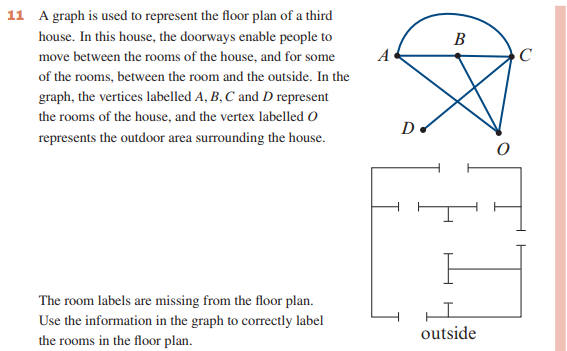 11 A graph is used to represent the floor plan of a third
house. In this house, the doorways enable people to
move between the rooms of the house, and for some
of the rooms, between the room and the outside. In the
graph, the vertices labelled A, B, C and D represent
the rooms of the house, and the vertex labelled O
represents the outdoor area surrounding the house.
B
A
C
D
O
The room labels are missing from the floor plan.
Use the information in the graph to correctly label
the rooms in the floor plan.
outside